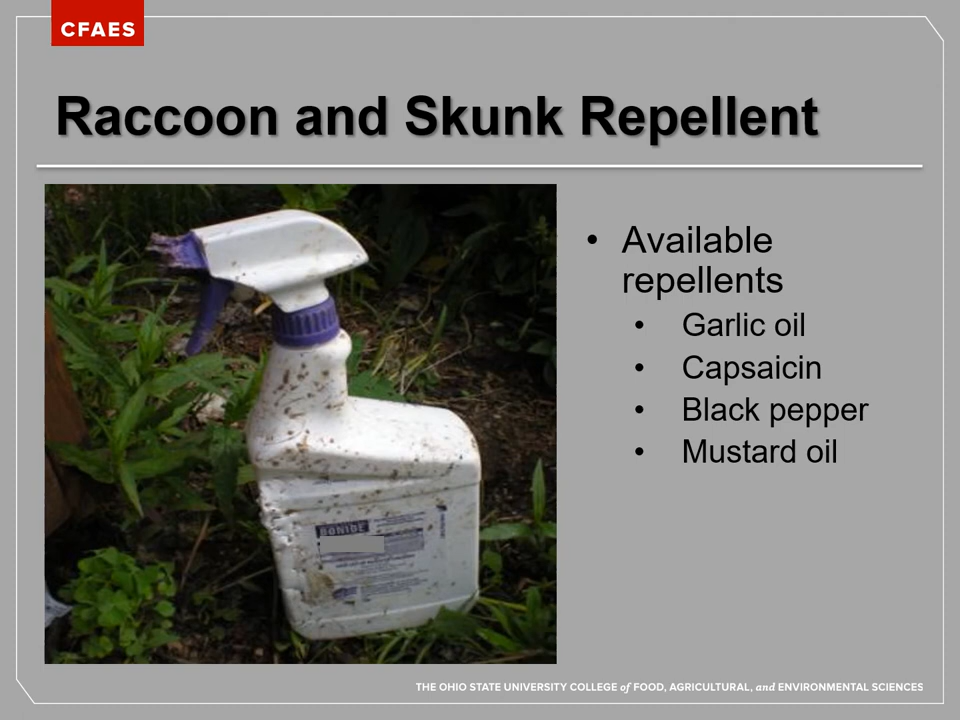 CFAES
Raccoon and Skunk Repellent
• Available
repellents
• Garlic oil
• Capsaicin
• Black pepper
• Mustard oil
BONIDE
THE OHIO STATE UNIVERSITY COLLEGE of FOOD, AGRICULTURAL, and ENVIRONMENTAL SCIENCES